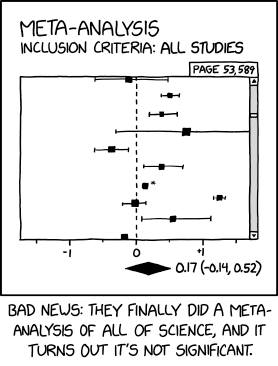 META-ANALYSIS
INCLUSION CRITERIA: ALL STUDIES
PAGE 53,589
*
-1 0 +1
0.17 (-0.14, 0.52)
BAD NEWS: THEY FINALLY DID A META-
ANALYSIS OF ALL OF SCIENCE, AND IT
TURNS OUT IT'S NOT SIGNIFICANT.